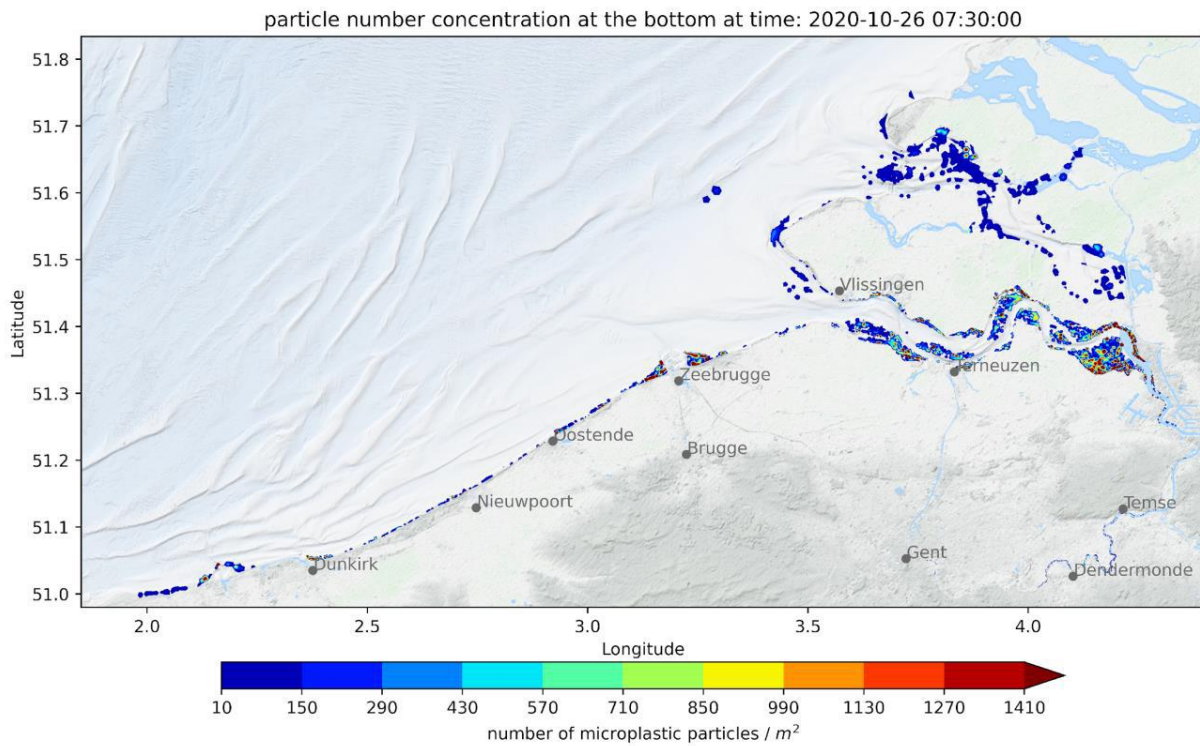 particle number concentration at the bottom at time: 2020-10-26 07:30:00
51.8
51.7
51.6
51.5
51.4
51.3
51.2
51.1
51.0
Latitude
Vlissingen
Terneuzen
Zeebrugge
Oostende
Brugge
Nieuwpoort
Temse
Gent
Dunkirk
Dendermonde
2.0 2.5 3.0 3.5 4.0
Longitude
10 150 290 430 570 710 850 990 1130 1270 1410
number of microplastic particles / m²